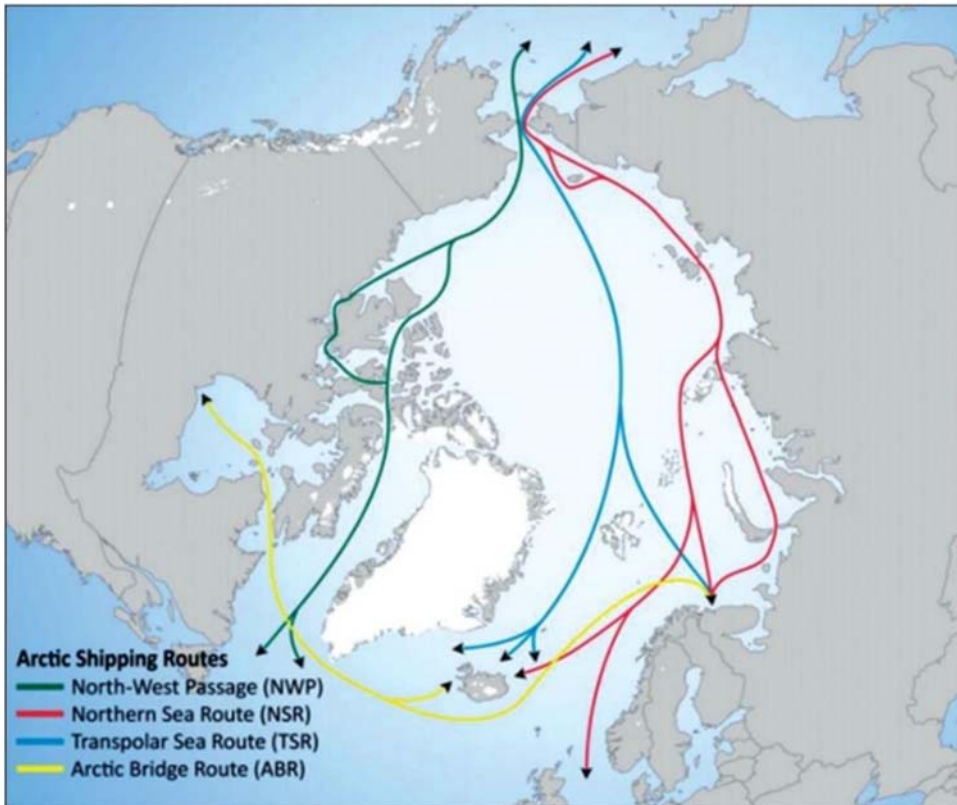 Arctic Shipping Routes
North-West Passage (NWP)
Northern Sea Route (NSR)
Transpolar Sea Route (TSR)
Arctic Bridge Route (ABR)